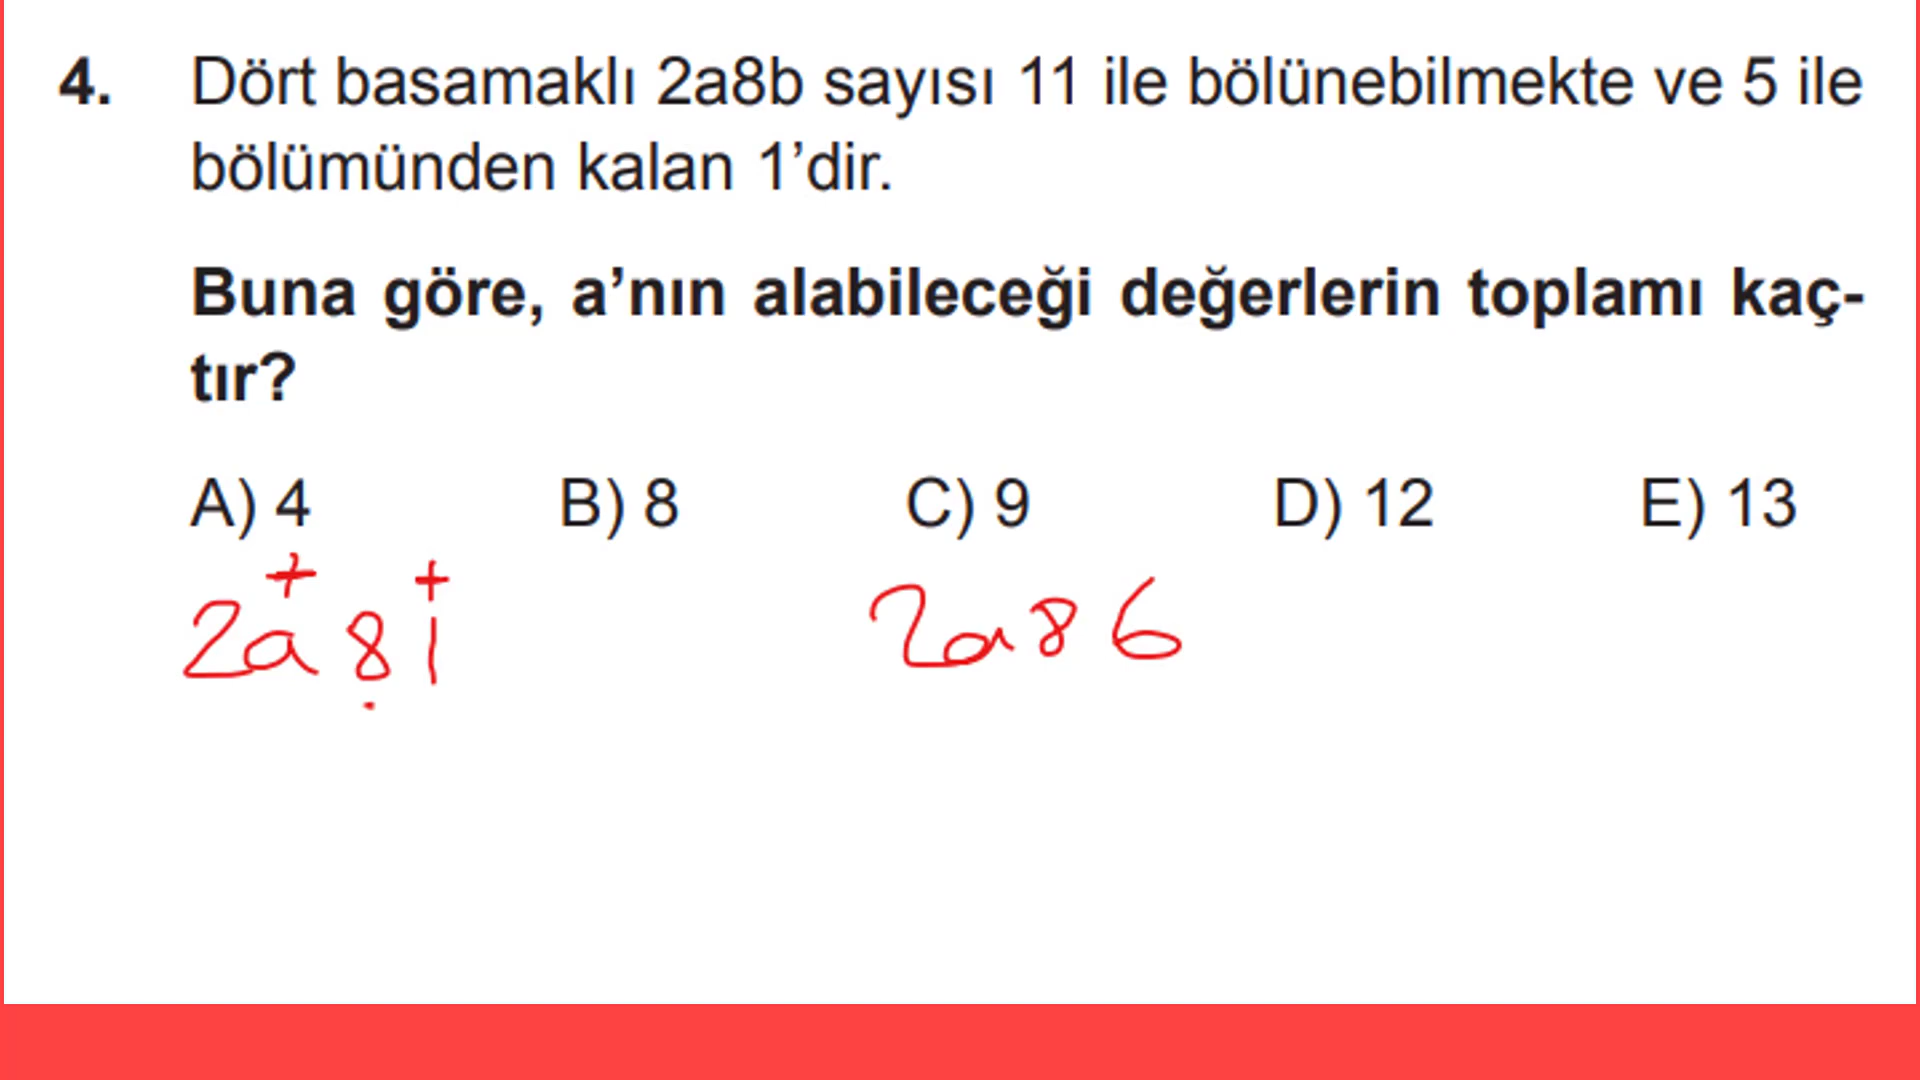 4. Dört basamaklı 2a8b sayısı 11 ile bölünebilmekte ve 5 ile
bölümünden kalan 1’dir.
Buna göre, a’nın alabileceği değerlerin toplamı kaç-
tır?
A) 4 B) 8 C) 9 D) 12 E) 13
+ +
2a81 2a86